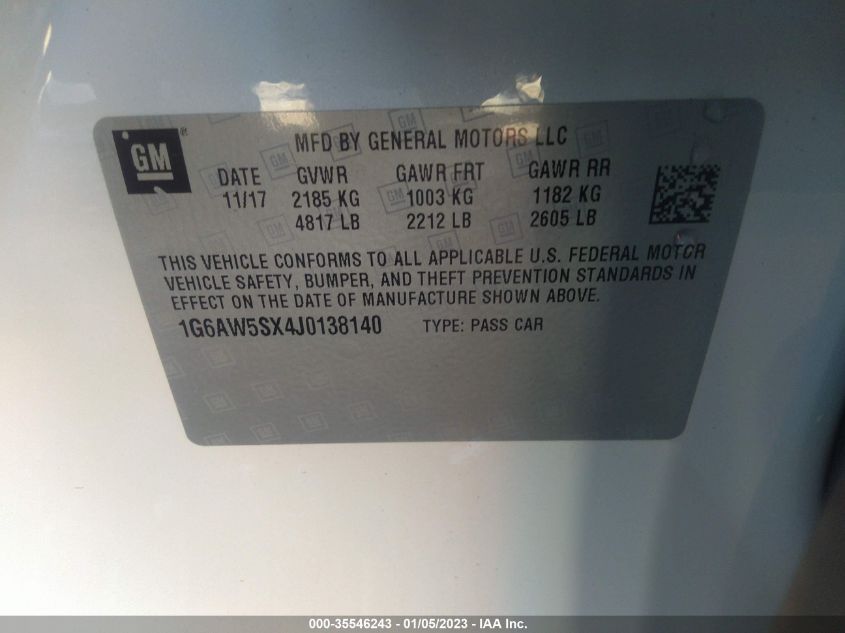 GM ®
MFD BY GENERAL MOTORS LLC
DATE GVWR GAWR FRT GAWR RR
11/17 2185 KG 1003 KG 1182 KG
4817 LB 2212 LB 2605 LB
THIS VEHICLE CONFORMS TO ALL APPLICABLE U.S. FEDERAL MOTOR
VEHICLE SAFETY, BUMPER, AND THEFT PREVENTION STANDARDS IN
EFFECT ON THE DATE OF MANUFACTURE SHOWN ABOVE.
1G6AW5SX4J0138140 TYPE: PASS CAR
000-35546243 - 01/05/2023 - IAA Inc.